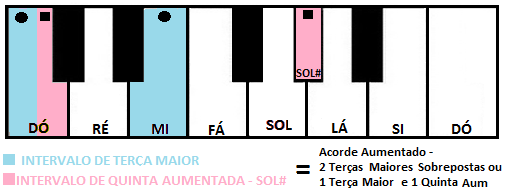 SOL#
DÓ RÉ MI FÁ SOL LÁ SI DÓ
INTERVALO DE TERÇA MAIOR
INTERVALO DE QUINTA AUMENTADA - SOL#
=
Acorde Aumentado -
2 Terças Maiores Sobrepostas ou
1 Terça Maior e 1 Quinta Aum